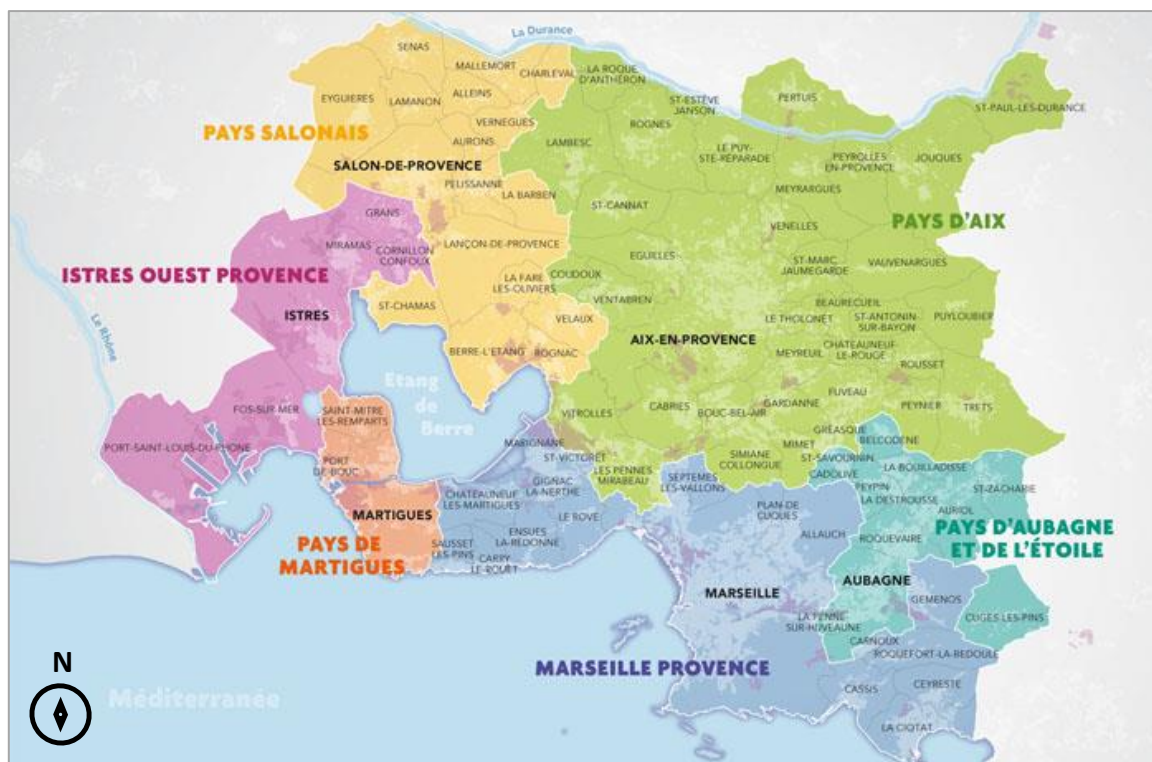 La Durance
SENAS
MALLEMORT
CHARLEVAL
LA ROQUE
D'ANTHÉRON
EYGUIERES
LAMANON
ALLEINS
ST-ESTÈVE
JANSON
PERTUIS
ST-PAUL-LES-DURANCE
PAYS SALONAIS
VERNEGUES
ROGNES
AURONS
LAMBESC
LE PUY-
STE-REPARADE
PEYROLLES
EN-PROVENCE
JOUQUES
SALON-DE-PROVENCE
PELISSANNE
LA BARBEN
MEYRARGUES
GRANS
ST-CANNAT
PAYS D'AIX
VENELLES
MIRAMAS
CORNILLON
CONFOUX
LANÇON-DE-PROVENCE
EGUILLES
ST-MARC
JAUMEGARDE
VAUVENARGUES
ISTRES OUEST PROVENCE
LA FARE
LES-OLIVIERS
COUDOUX
VENTABREN
ST-CHAMAS
BEAURECUEIL
ISTRES
VELAUX
LE THOLONET
ST-ANTONIN
SUR-BAYON
PUYLOUBIER
Le Rhône
AIX-EN-PROVENCE
BERRE-L'ETANG
ROGNAC
MEYREUIL
CHÂTEAUNEUF-
LE-ROUGE
ROUSSET
Etang
de
Berre
FOS-SUR-MER
SAINT-MITRE
LES-REMPARTS
VITROLLES
CABRIES
BOUC-BEL-AIR
GARDANNE
FUVEAU
PEYNIER
TRETS
PORT-SAINT-LOUIS-DU-RHONE
MARIGNANE
GRÉASQUE
BELCODENE
MIMET
ST-VICTORET
SIMIANE
COLLONGUE
ST-SAVOURNIN
CADOLIVE
PORT
DE-BOUC
LES PENNES
MIRABEAU
SEPTEMES
LES-VALLONS
LA BOUILLADISSE
GIGNAC
LA-NERTHE
PEYPIN
LA DESTROUSSE
ST-ZACHARIE
CHATEAUNEUF
LES-MARTIGUES
PLAN-DE
CUQUES
AURIOL
MARTIGUES
LE ROVE
PAYS D'AUBAGNE
ET DE L'ÉTOILE
ENSUES
LA-REDONNE
ALLAUCH
ROQUEVAIRE
PAYS DE
MARTIGUES
SAUSSET
LES-PINS
CARRY
LE-ROUET
AUBAGNE
MARSEILLE
GEMENOS
LA PENNE-
SUR-HUVEAUNE
CUGES-LES-PINS
CARNOUX
ROQUEFORT-LA-REDOULE
MARSEILLE PROVENCE
N
CASSIS
CEYRESTE
Méditerranée
LA CIOTAT